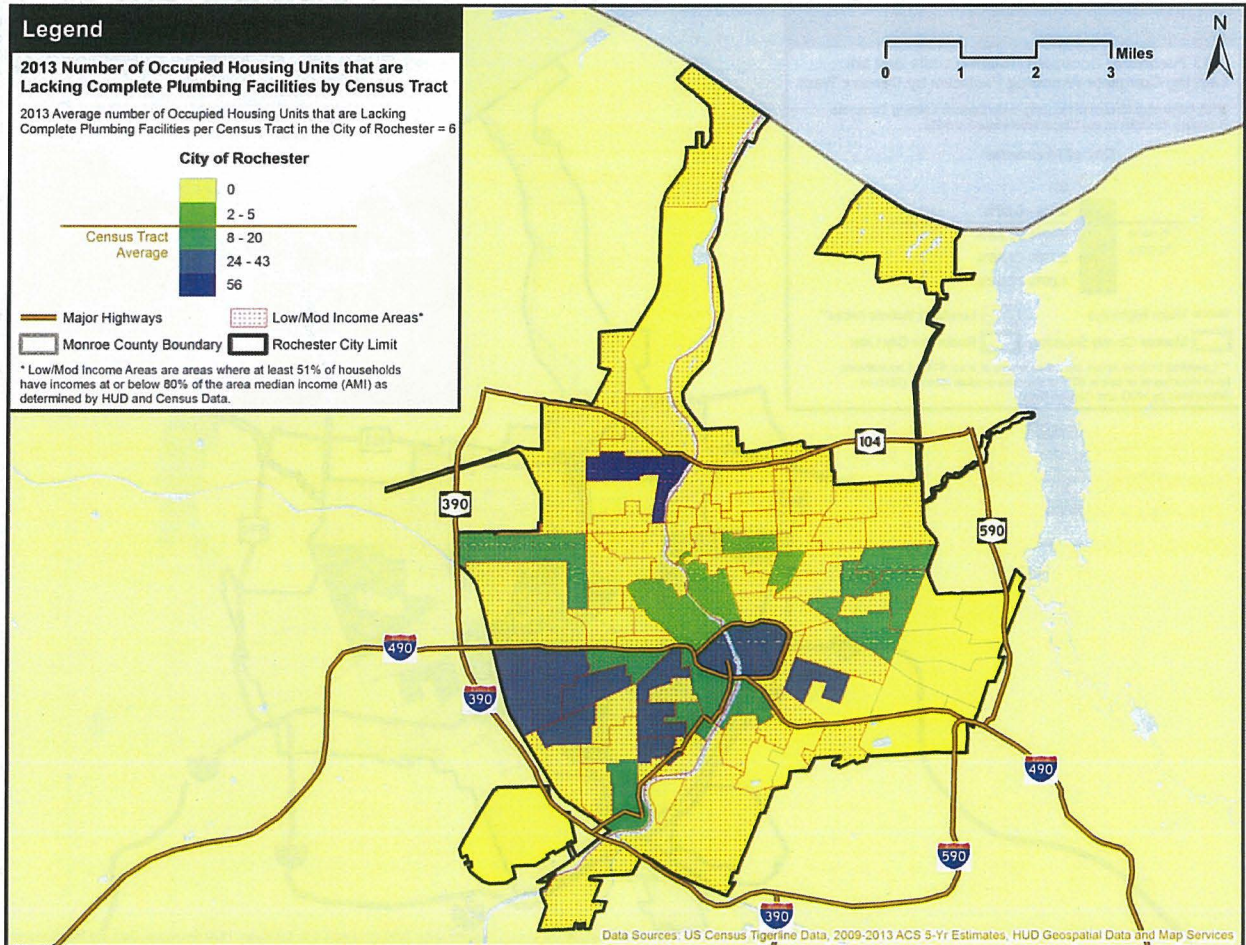 Legend
2013 Number of Occupied Housing Units that are
Lacking Complete Plumbing Facilities by Census Tract
2013 Average number of Occupied Housing Units that are Lacking
Complete Plumbing Facilities per Census Tract in the City of Rochester = 6
City of Rochester
0
2 - 5
Census Tract
Average
8 - 20
24 - 43
56
Major Highways
Low/Mod Income Areas*
Monroe County Boundary
Rochester City Limit
* Low/Mod Income Areas are areas where at least 51% of households
have incomes at or below 80% of the area median income (AMI) as
determined by HUD and Census Data.
N
Miles
0 1 2 3
104
390
590
490
390
490
590
390
Data Sources: US Census Tigerline Data, 2009-2013 ACS 5-Yr Estimates, HUD Geospatial Data and Map Services